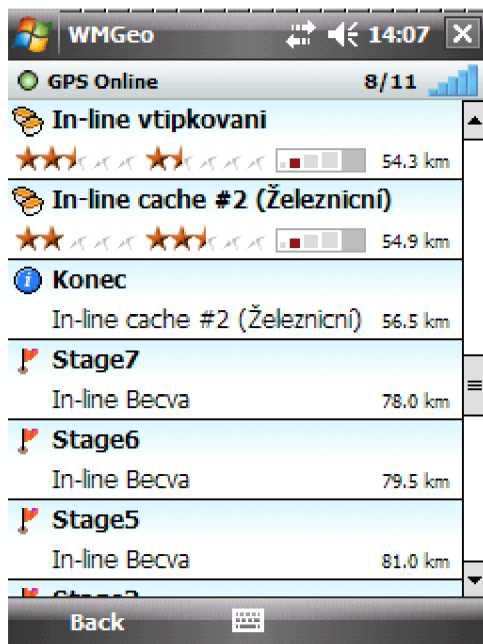 WMGeo 14:07
GPS Online 8/11
In-line vtipkovani
54.3 km
In-line cache #2 (Železnicní)
54.9 km
Konec
In-line cache #2 (Železnicní) 56.5 km
Stage7
In-line Becva 78.0 km
Stage6
In-line Becva 79.5 km
Stage5
In-line Becva 81.0 km
Back